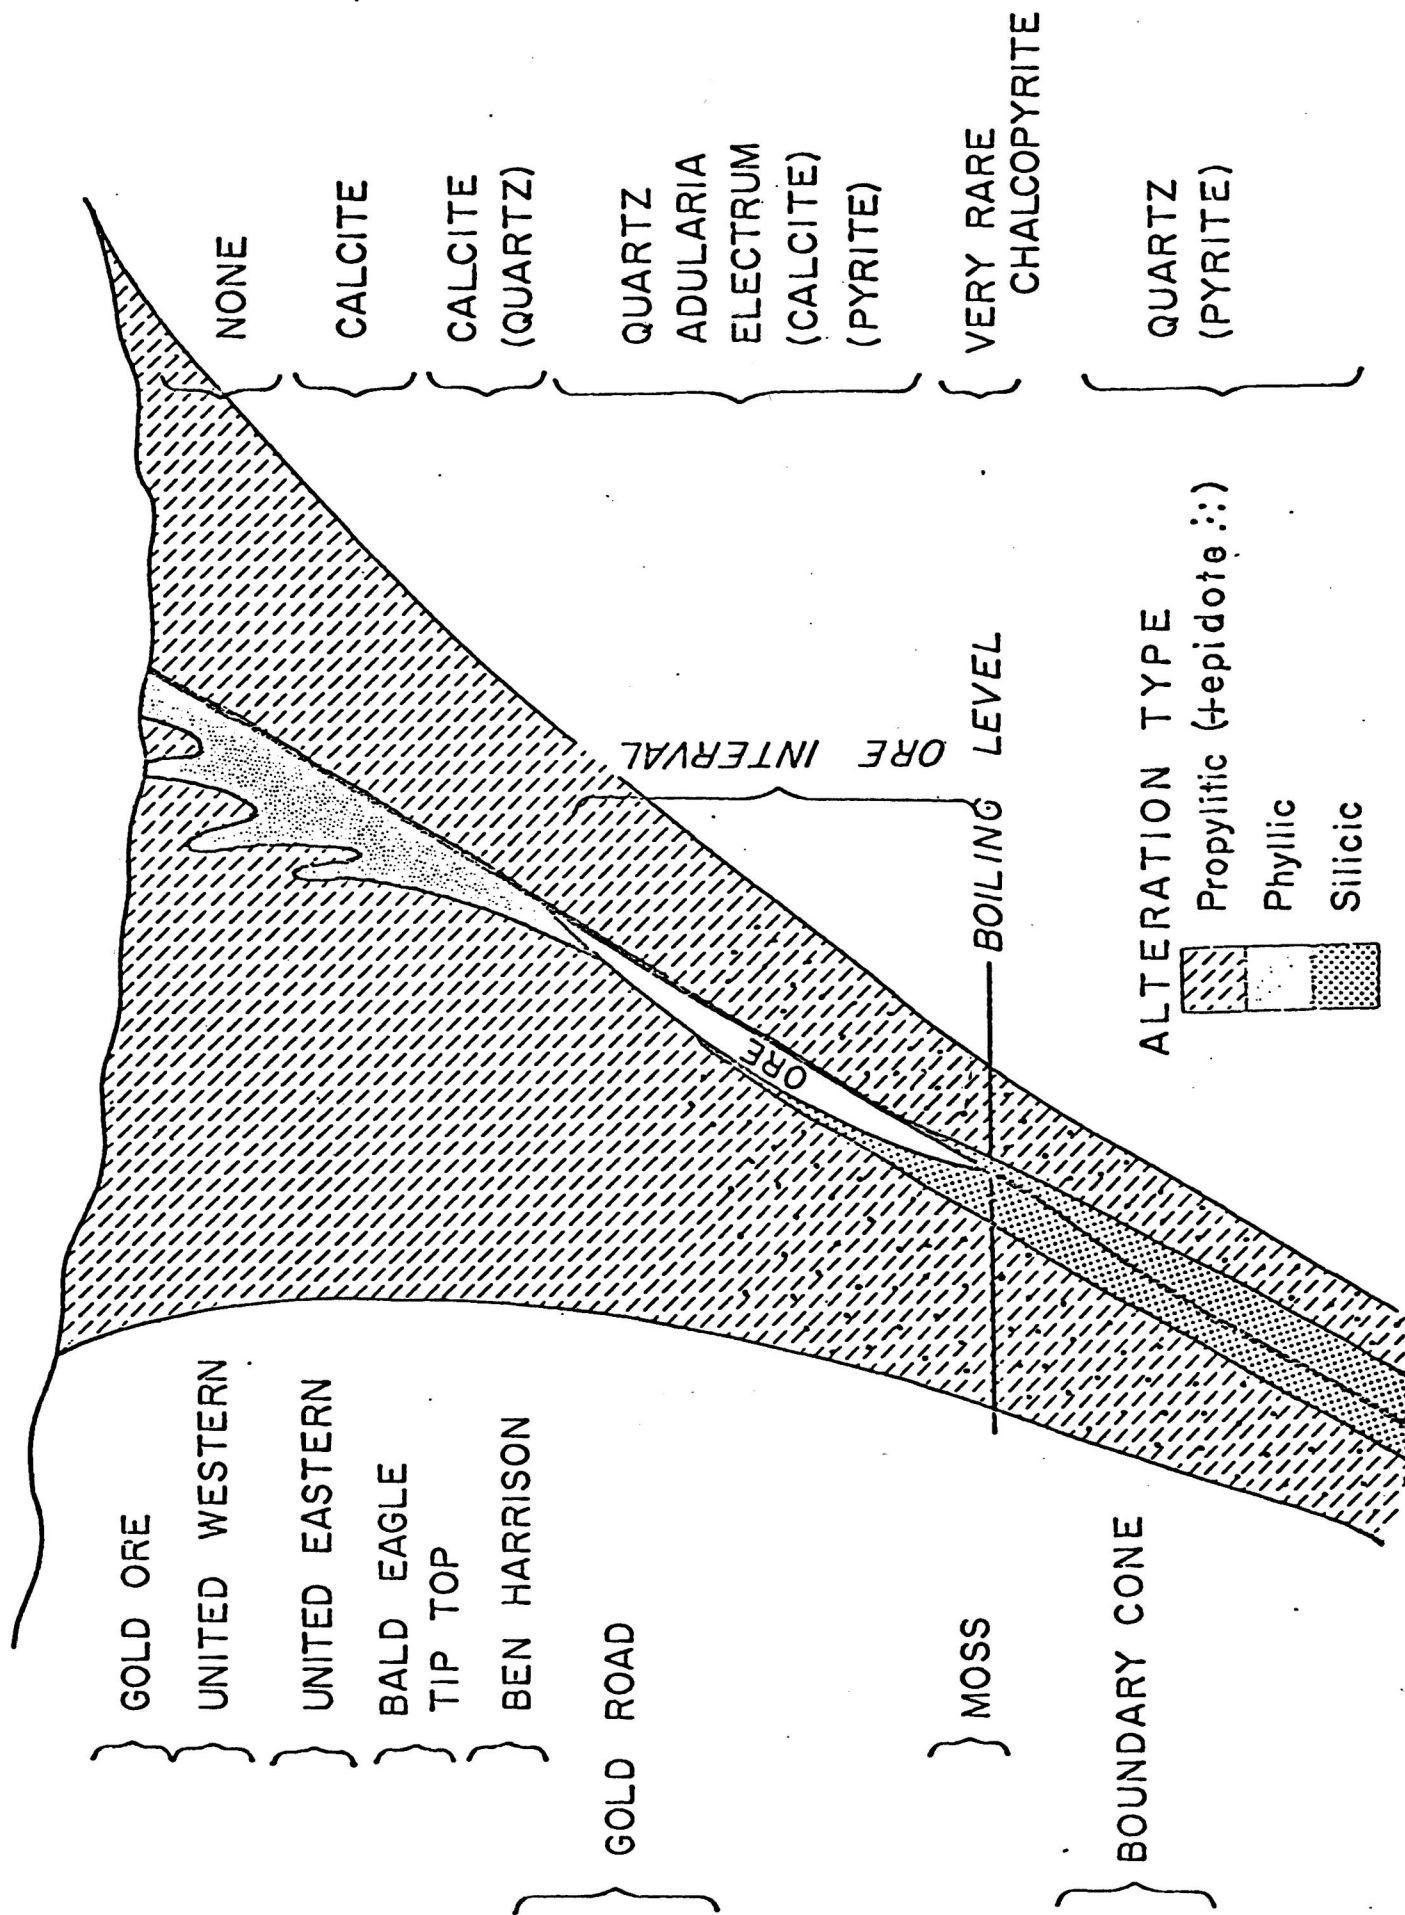 GOLD ORE
UNITED WESTERN
UNITED EASTERN
BALD EAGLE
TIP TOP
BEN HARRISON
GOLD ROAD
MOSS
BOUNDARY CONE
ORE
ORE INTERVAL
BOILING LEVEL
NONE
CALCITE
CALCITE
(QUARTZ)
QUARTZ
ADULARIA
ELECTRUM
(CALCITE)
(PYRITE)
VERY RARE
CHALCOPYRITE
QUARTZ
(PYRITE)
ALTERATION TYPE
Propylitic (+epidote)
Phyllic
Silicic